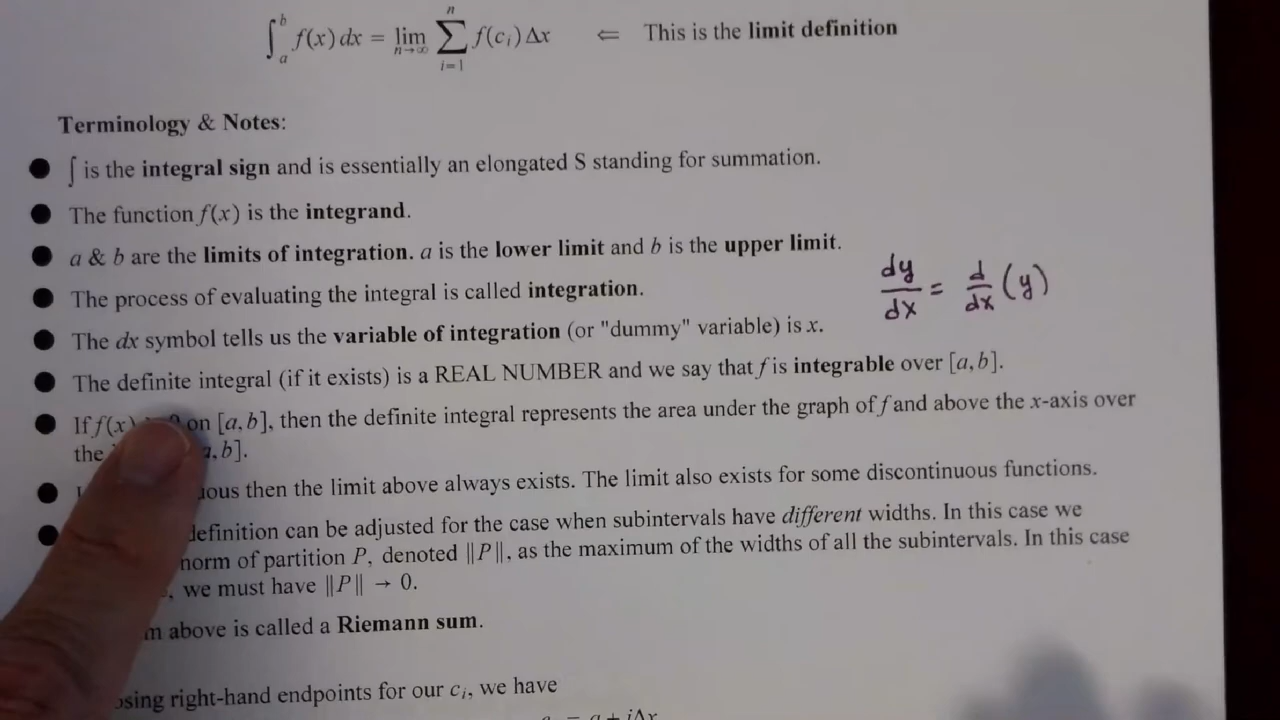 ∫_a^b f(x) dx = lim_{n→∞} ∑_{i=1}^n f(c_i) Δx ⇐ This is the limit definition
Terminology & Notes:
● ∫ is the integral sign and is essentially an elongated S standing for summation.
● The function f(x) is the integrand.
● a & b are the limits of integration. a is the lower limit and b is the upper limit.
● The process of evaluating the integral is called integration.
dy/dx = d/dx (y)
● The dx symbol tells us the variable of integration (or "dummy" variable) is x.
● The definite integral (if it exists) is a REAL NUMBER and we say that f is integrable over [a, b].
● If f(x) on [a, b], then the definite integral represents the area under the graph of f and above the x-axis over
the a, b].
● then the limit above always exists. The limit also exists for some discontinuous functions.
● definition can be adjusted for the case when subintervals have different widths. In this case we
norm of partition P, denoted ||P||, as the maximum of the widths of all the subintervals. In this case
, we must have ||P|| → 0.
above is called a Riemann sum.
right-hand endpoints for our c_i, we have